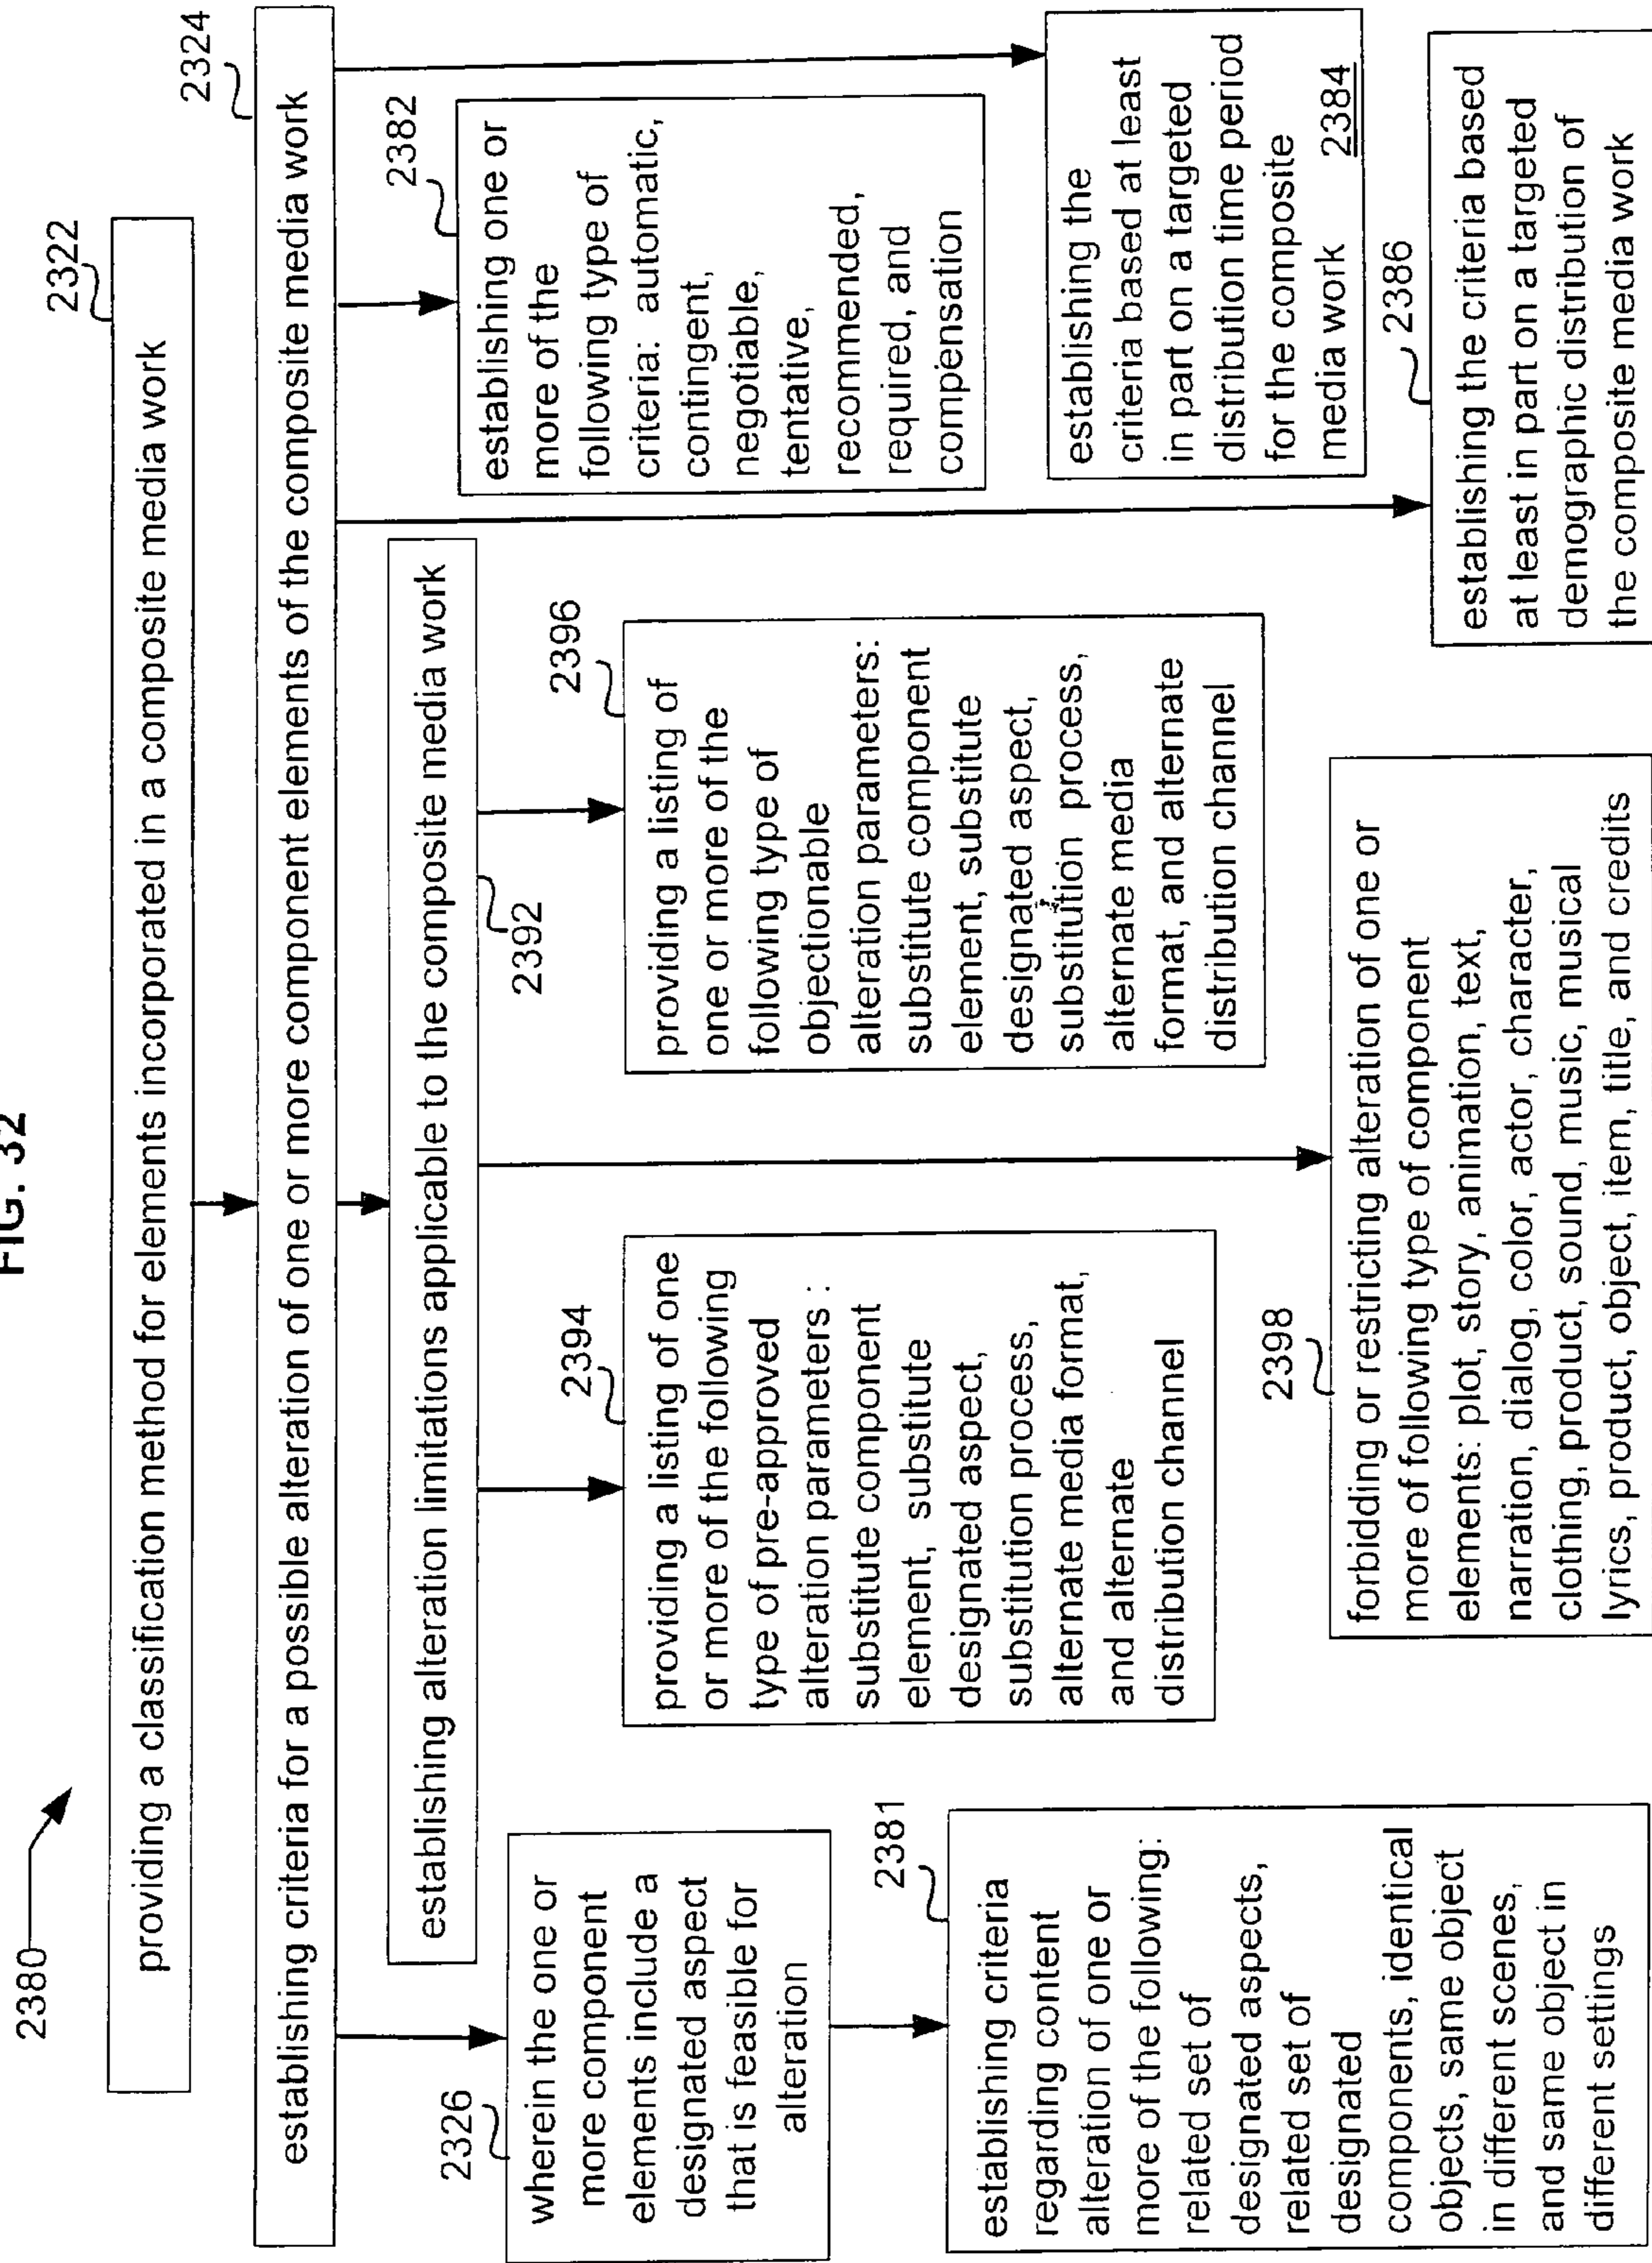 FIG. 32
2380
2322
providing a classification method for elements incorporated in a composite media work
2324
establishing criteria for a possible alteration of one or more component elements of the composite media work
establishing alteration limitations applicable to the composite media work
2392
2326
wherein the one or
more component
elements include a
designated aspect
that is feasible for
alteration
2381
establishing criteria
regarding content
alteration of one or
more of the following:
related set of
designated aspects,
related set of
designated
components, identical
objects, same object
in different scenes,
and same object in
different settings
2394
providing a listing of one
or more of the following
type of pre-approved
alteration parameters :
substitute component
element, substitute
designated aspect,
substitution process,
alternate media format,
and alternate
distribution channel
2396
providing a listing of
one or more of the
following type of
objectionable
alteration parameters:
substitute component
element, substitute
designated aspect,
substitution process,
alternate media
format, and alternate
distribution channel
2398
forbidding or restricting alteration of one or
more of following type of component
elements: plot, story, animation, text,
narration, dialog, color, actor, character,
clothing, product, sound, music, musical
lyrics, product, object, item, title, and credits
2382
establishing one or
more of the
following type of
criteria: automatic,
contingent,
negotiable,
tentative,
recommended,
required, and
compensation
establishing the
criteria based at least
in part on a targeted
distribution time period
for the composite
media work 2384
2386
establishing the criteria based
at least in part on a targeted
demographic distribution of
the composite media work